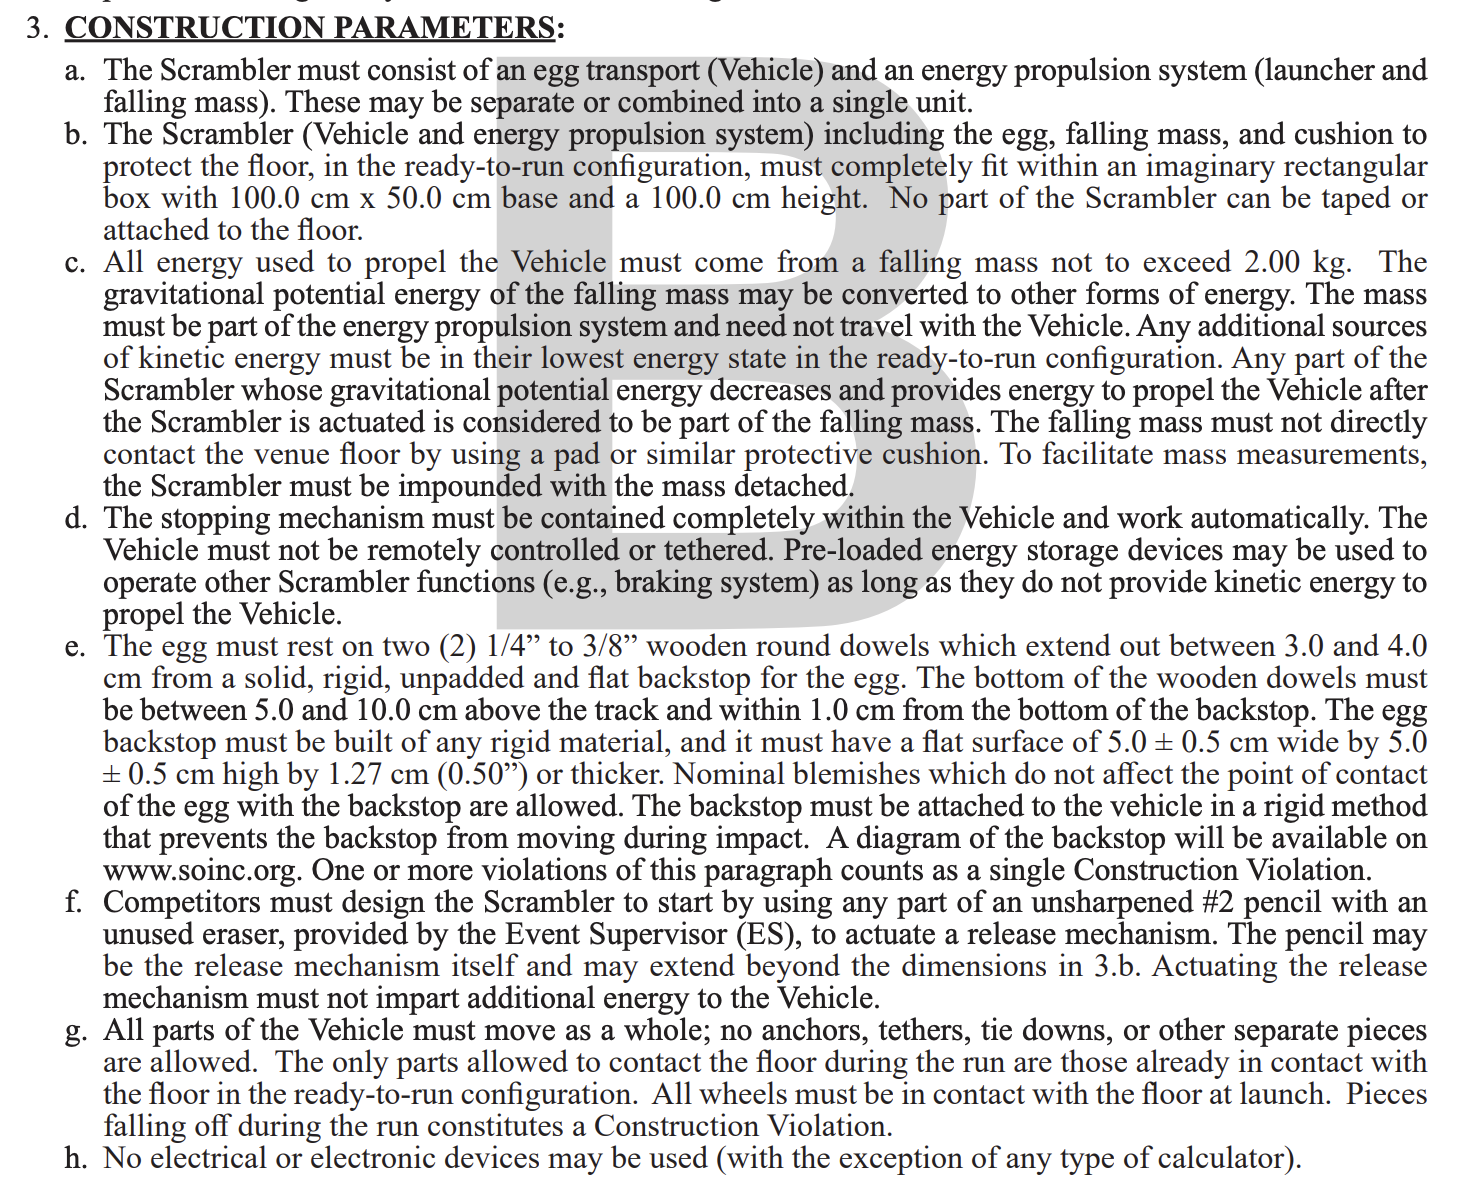 3. CONSTRUCTION PARAMETERS:
a. The Scrambler must consist of an egg transport (Vehicle) and an energy propulsion system (launcher and
falling mass). These may be separate or combined into a single unit.
b. The Scrambler (Vehicle and energy propulsion system) including the egg, falling mass, and cushion to
protect the floor, in the ready-to-run configuration, must completely fit within an imaginary rectangular
box with 100.0 cm x 50.0 cm base and a 100.0 cm height.  No part of the Scrambler can be taped or
attached to the floor.
c. All energy used to propel the Vehicle must come from a falling mass not to exceed 2.00 kg.  The
gravitational potential energy of the falling mass may be converted to other forms of energy. The mass
must be part of the energy propulsion system and need not travel with the Vehicle. Any additional sources
of kinetic energy must be in their lowest energy state in the ready-to-run configuration. Any part of the
Scrambler whose gravitational potential energy decreases and provides energy to propel the Vehicle after
the Scrambler is actuated is considered to be part of the falling mass. The falling mass must not directly
contact the venue floor by using a pad or similar protective cushion. To facilitate mass measurements,
the Scrambler must be impounded with the mass detached.
d. The stopping mechanism must be contained completely within the Vehicle and work automatically. The
Vehicle must not be remotely controlled or tethered. Pre-loaded energy storage devices may be used to
operate other Scrambler functions (e.g., braking system) as long as they do not provide kinetic energy to
propel the Vehicle.
e. The egg must rest on two (2) 1/4” to 3/8” wooden round dowels which extend out between 3.0 and 4.0
cm from a solid, rigid, unpadded and flat backstop for the egg. The bottom of the wooden dowels must
be between 5.0 and 10.0 cm above the track and within 1.0 cm from the bottom of the backstop. The egg
backstop must be built of any rigid material, and it must have a flat surface of 5.0 ± 0.5 cm wide by 5.0
± 0.5 cm high by 1.27 cm (0.50”) or thicker. Nominal blemishes which do not affect the point of contact
of the egg with the backstop are allowed. The backstop must be attached to the vehicle in a rigid method
that prevents the backstop from moving during impact.  A diagram of the backstop will be available on
www.soinc.org. One or more violations of this paragraph counts as a single Construction Violation.
f. Competitors must design the Scrambler to start by using any part of an unsharpened #2 pencil with an
unused eraser, provided by the Event Supervisor (ES), to actuate a release mechanism. The pencil may
be the release mechanism itself and may extend beyond the dimensions in 3.b. Actuating the release
mechanism must not impart additional energy to the Vehicle.
g. All parts of the Vehicle must move as a whole; no anchors, tethers, tie downs, or other separate pieces
are allowed.  The only parts allowed to contact the floor during the run are those already in contact with
the floor in the ready-to-run configuration.  All wheels must be in contact with the floor at launch.  Pieces
falling off during the run constitutes a Construction Violation.
h. No electrical or electronic devices may be used (with the exception of any type of calculator).
B